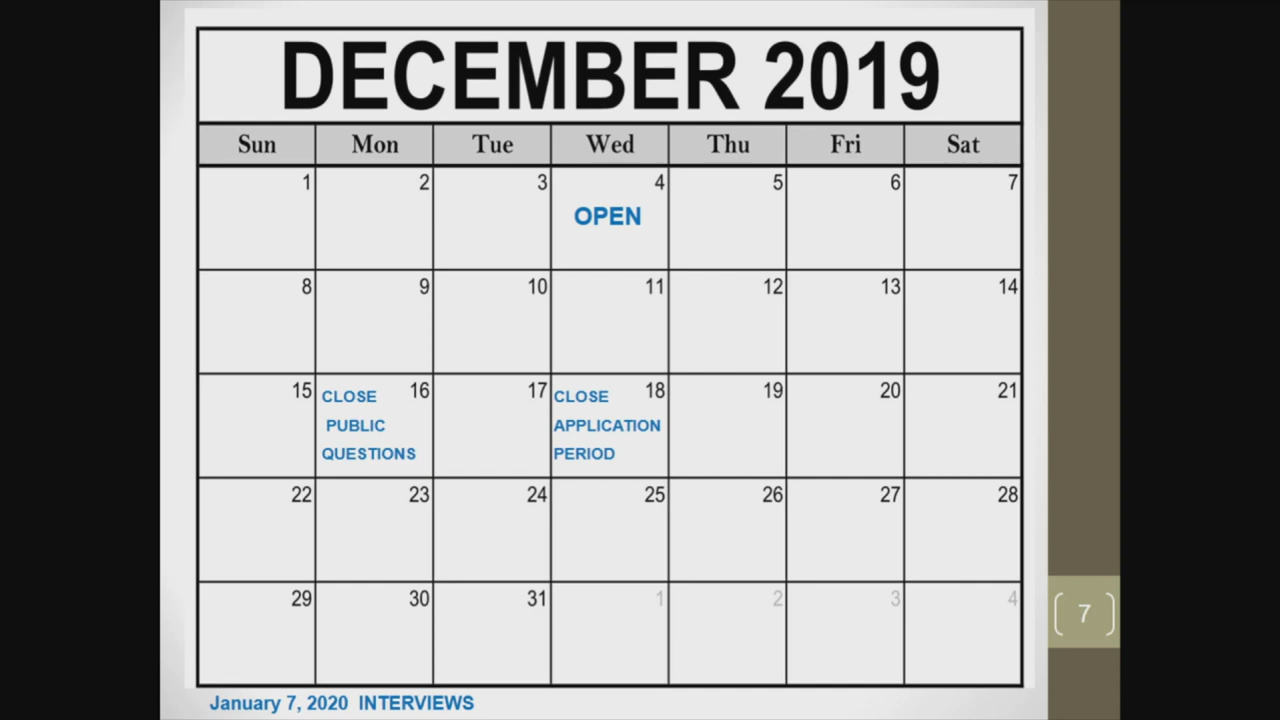 DECEMBER 2019
Sun Mon Tue Wed Thu Fri Sat
1 2 3 4 5 6 7
OPEN
8 9 10 11 12 13 14
15 16 17 18 19 20 21
CLOSE
PUBLIC
QUESTIONS
CLOSE
APPLICATION
PERIOD
22 23 24 25 26 27 28
29 30 31 1 2 3 4
7
January 7, 2020 INTERVIEWS